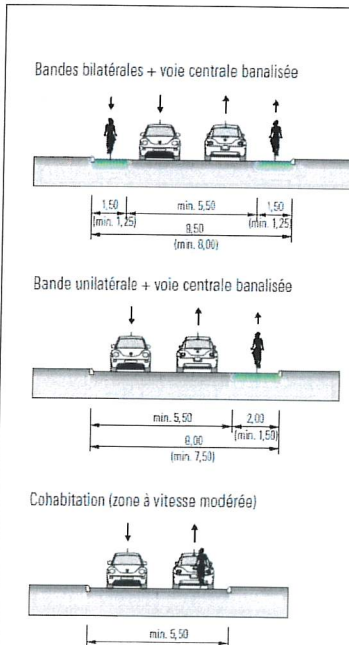 Bandes bilatérales + voie centrale banalisée
1,50 min. 5,50 1,50
(min. 1,25) (min. 1,25)
8,50
(min. 8,00)
Bande unilatérale + voie centrale banalisée
min. 5,50 2,00
(min. 1,50)
8,00
(min. 7,50)
Cohabitation (zone à vitesse modérée)
min. 5,50